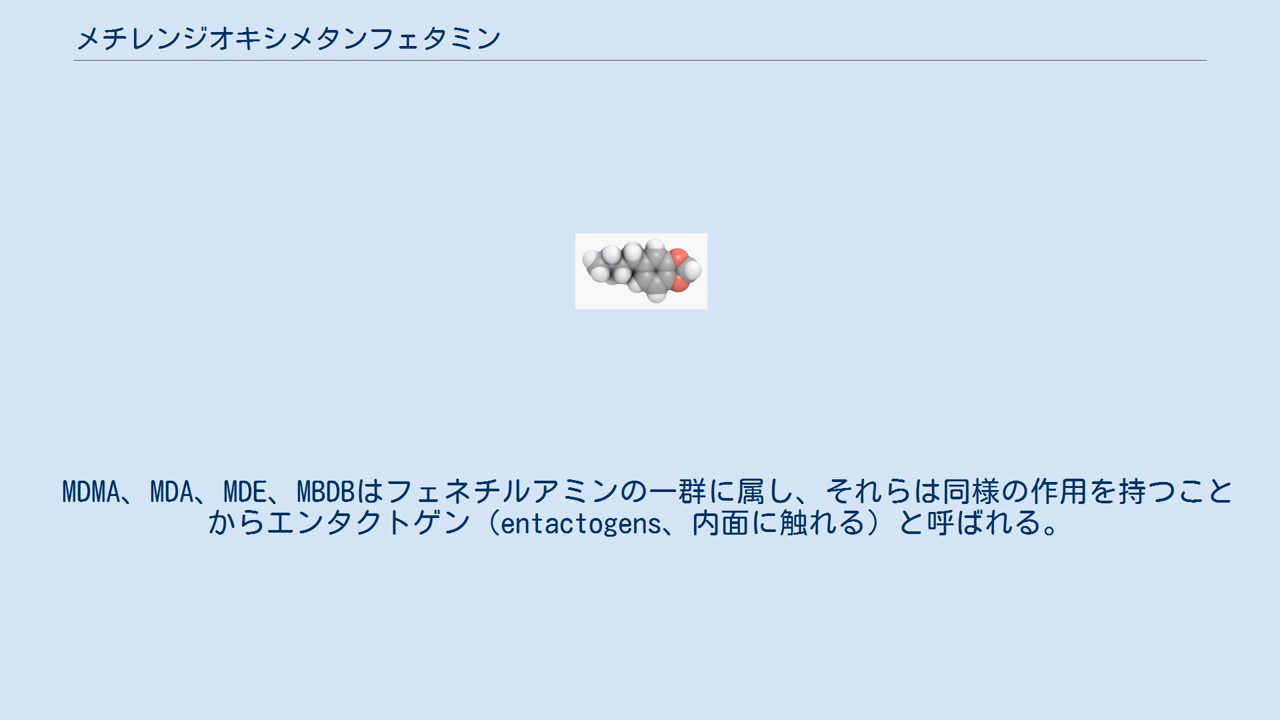 メチレンジオキシメタンフェタミン
MDMA、MDA、MDE、MBDBはフェネチルアミンの一群に属し、それらは同様の作用を持つこと
からエンタクトゲン（entactogens、内面に触れる）と呼ばれる。